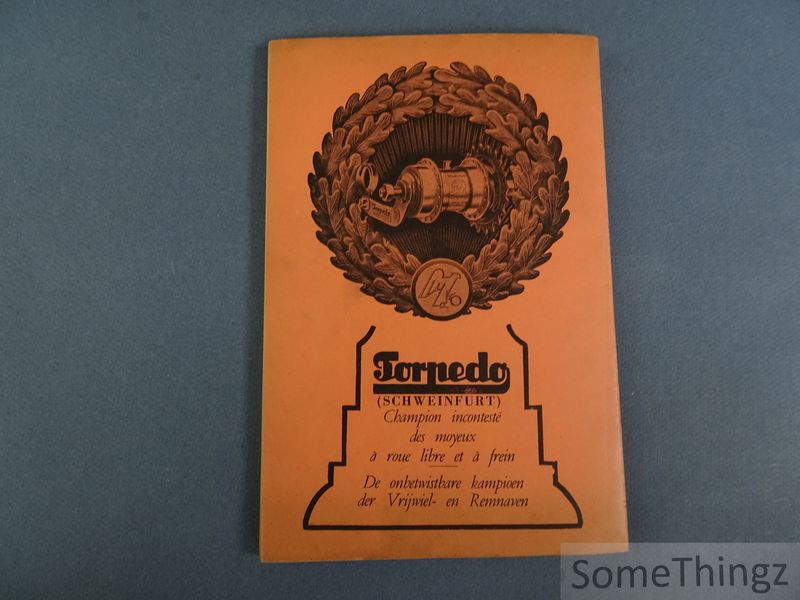 Torpedo
(SCHWEINFURT)
Champion incontesté
des moyeux
à roue libre et à frein
De onbetwistbare kampioen
der Vrijwiel- en Remnaven
SomeThingz